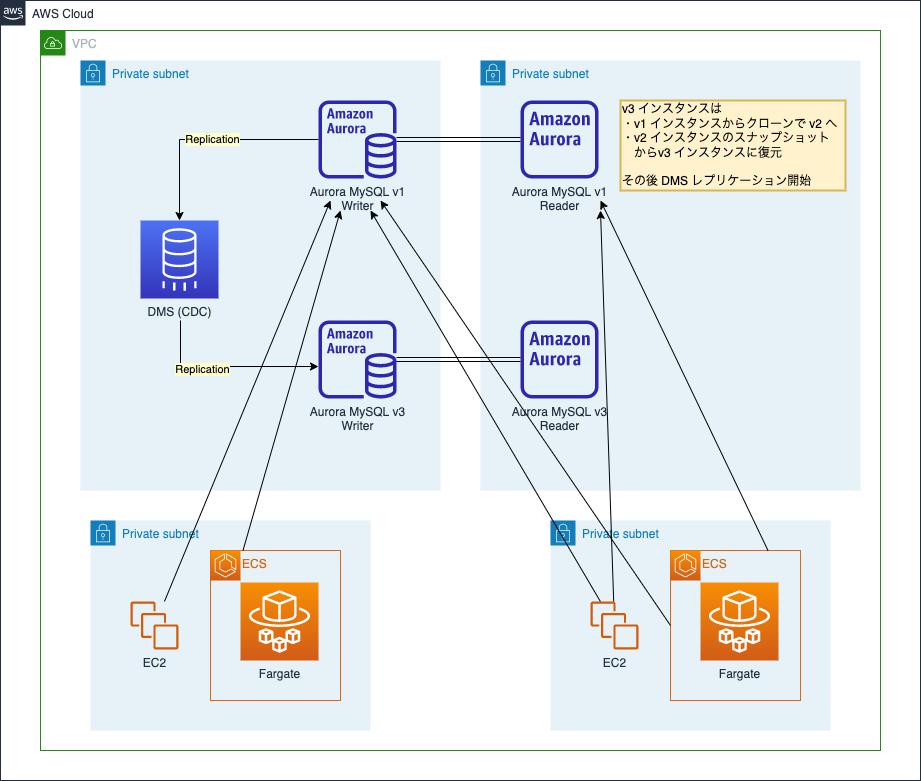 aws
AWS Cloud
VPC
Private subnet
Private subnet
Amazon
Aurora
Aurora MySQL v1
Writer
Amazon
Aurora
Aurora MySQL v1
Reader
v3 インスタンスは
・v1 インスタンスからクローンで v2 へ
・v2 インスタンスのスナップショット
からv3 インスタンスに復元
その後 DMS レプリケーション開始
Replication
DMS (CDC)
Replication
Amazon
Aurora
Aurora MySQL v3
Writer
Amazon
Aurora
Aurora MySQL v3
Reader
Private subnet
ECS
EC2
Fargate
Private subnet
ECS
EC2
Fargate